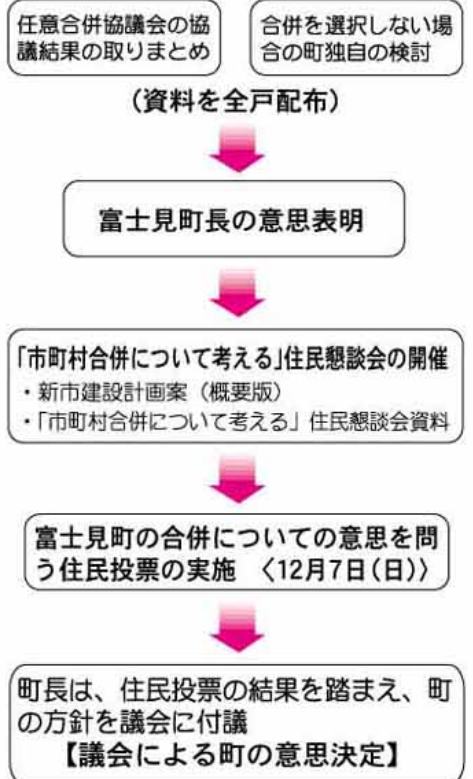 任意合併協議会の協
議結果の取りまとめ
合併を選択しない場
合の町独自の検討
(資料を全戸配布)
富士見町長の意思表明
「市町村合併について考える」住民懇談会の開催
・新市建設計画案（概要版）
・「市町村合併について考える」住民懇談会資料
富士見町の合併についての意思を問
う住民投票の実施 〈12月7日(日)〉
町長は、住民投票の結果を踏まえ、町
の方針を議会に付議
【議会による町の意思決定】